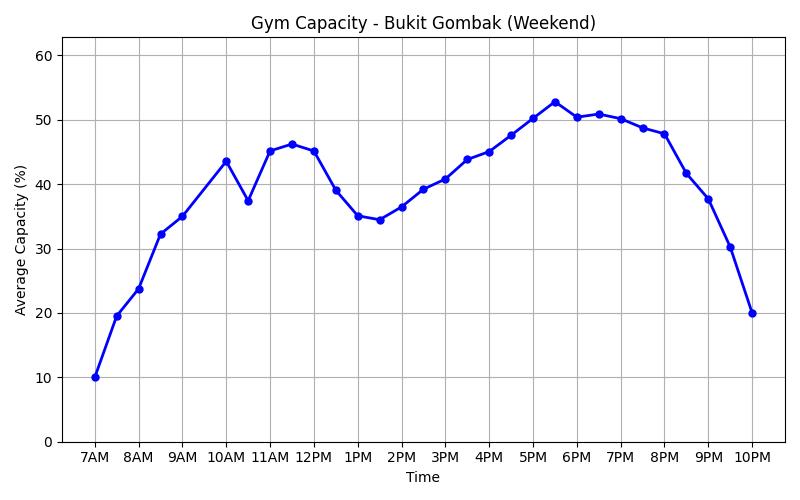 Gym Capacity - Bukit Gombak (Weekend)
Average Capacity (%)
60
50
40
30
20
10
0
7AM 8AM 9AM 10AM 11AM 12PM 1PM 2PM 3PM 4PM 5PM 6PM 7PM 8PM 9PM 10PM
Time